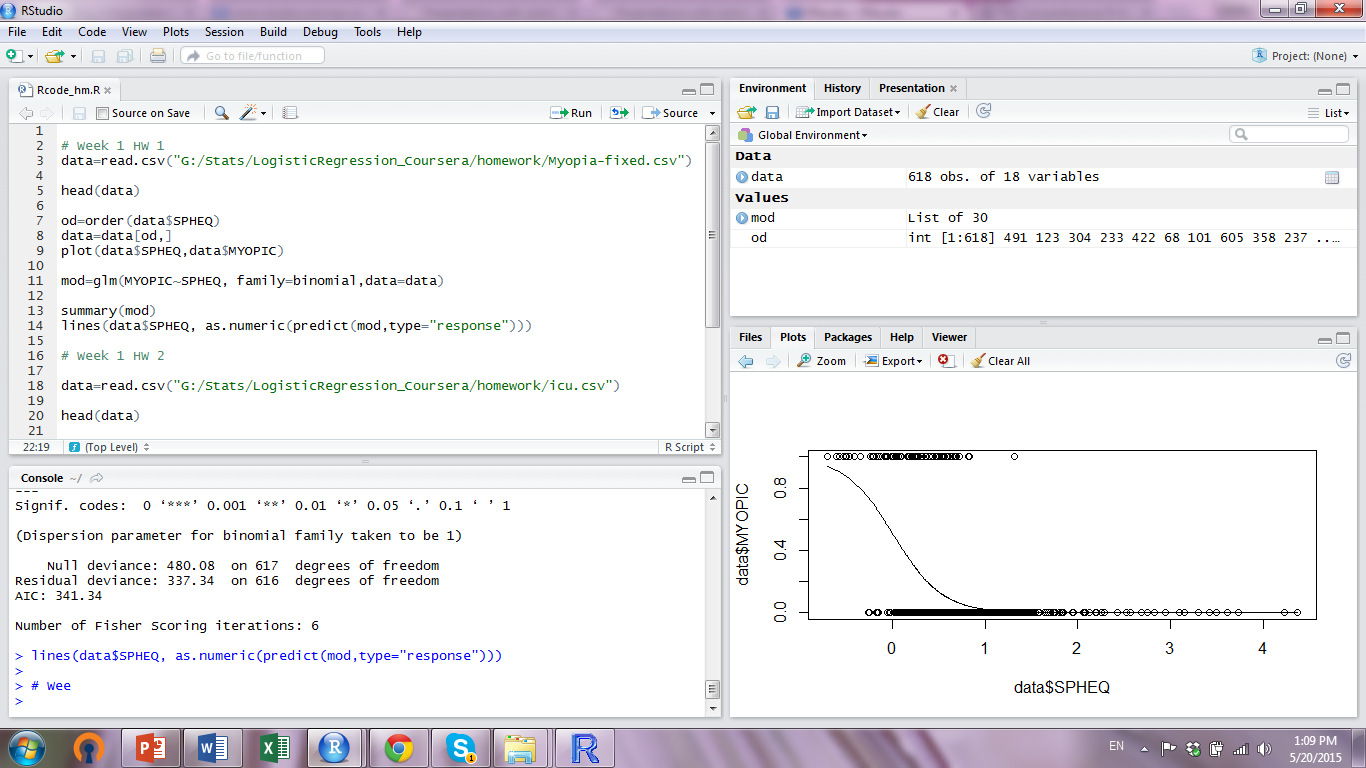 RStudio
File Edit Code View Plots Session Build Debug Tools Help
Go to file/function Project: (None)
Rcode_hm.R
Source on Save Run Source
1
2 # Week 1 HW 1
3 data=read.csv("G:/Stats/LogisticRegression_Coursera/homework/Myopia-fixed.csv")
4
5 head(data)
6
7 od=order(data$SPHEQ)
8 data=data[od,]
9 plot(data$SPHEQ,data$MYOPIC)
10
11 mod=glm(MYOPIC~SPHEQ, family=binomial,data=data)
12
13 summary(mod)
14 lines(data$SPHEQ, as.numeric(predict(mod,type="response")))
15
16 # Week 1 HW 2
17
18 data=read.csv("G:/Stats/LogisticRegression_Coursera/homework/icu.csv")
19
20 head(data)
21
22:19 (Top Level) R Script
Console ~/
---
Signif. codes:  0 ‘***’ 0.001 ‘**’ 0.01 ‘*’ 0.05 ‘.’ 0.1 ‘ ’ 1
(Dispersion parameter for binomial family taken to be 1)
Null deviance: 480.08  on 617  degrees of freedom
Residual deviance: 337.34  on 616  degrees of freedom
AIC: 341.34
Number of Fisher Scoring iterations: 6
> lines(data$SPHEQ, as.numeric(predict(mod,type="response")))
>
> # Wee
>
Environment History Presentation
Import Dataset Clear List
Global Environment
Data
data 618 obs. of 18 variables
Values
mod List of 30
od int [1:618] 491 123 304 233 422 68 101 605 358 237 ..…
Files Plots Packages Help Viewer
Zoom Export Clear All
data$MYOPIC
0.8
0.4
0.0
0 1 2 3 4
data$SPHEQ
EN 1:09 PM
5/20/2015